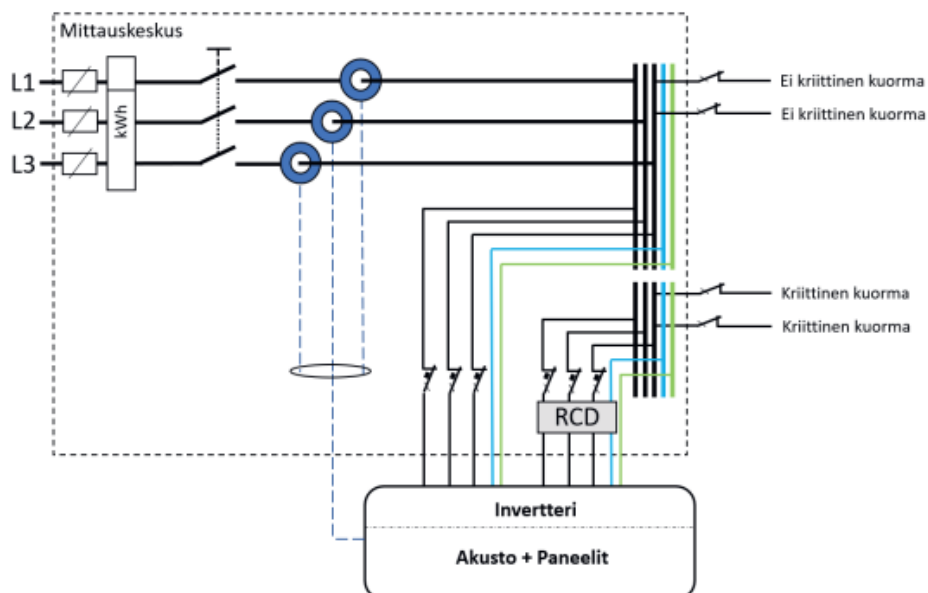 Mittauskeskus
L1
L2
L3
kWh
Ei kriittinen kuorma
Ei kriittinen kuorma
Kriittinen kuorma
Kriittinen kuorma
RCD
Invertteri
Akusto + Paneelit